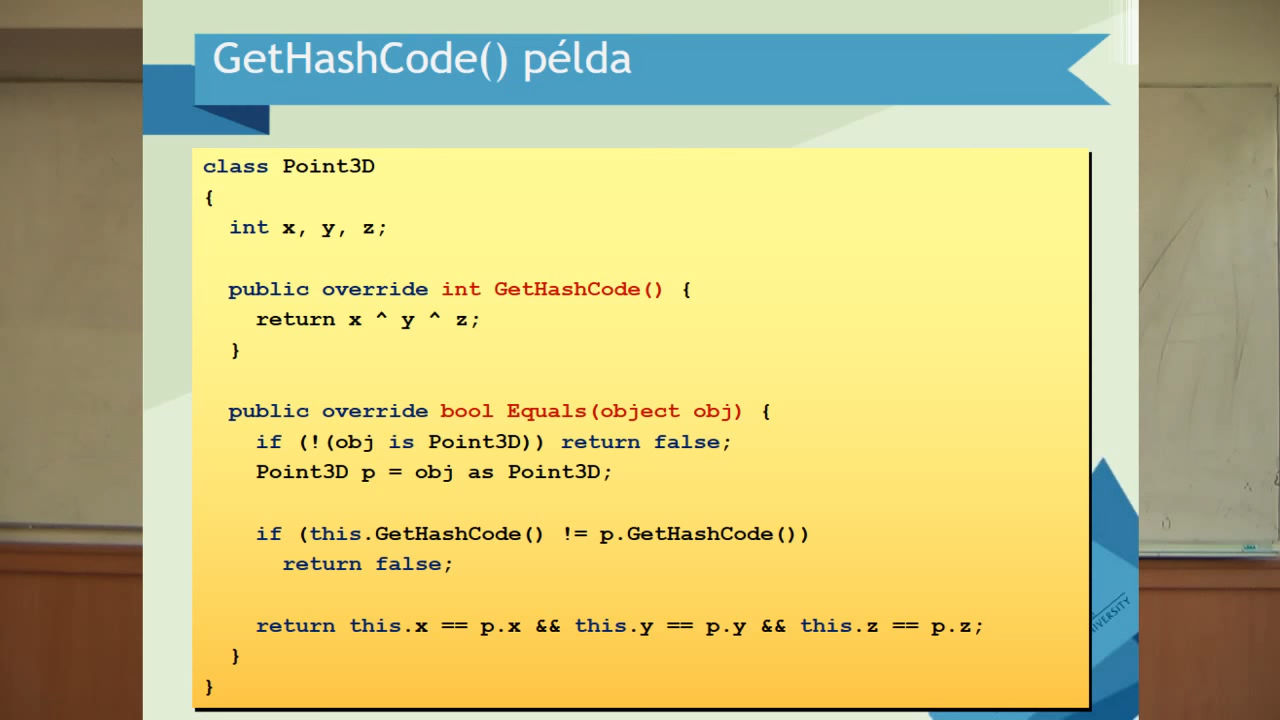 GetHashCode() példa
class Point3D
{
int x, y, z;
public override int GetHashCode() {
return x ^ y ^ z;
}
public override bool Equals(object obj) {
if (!(obj is Point3D)) return false;
Point3D p = obj as Point3D;
if (this.GetHashCode() != p.GetHashCode())
return false;
return this.x == p.x && this.y == p.y && this.z == p.z;
}
}